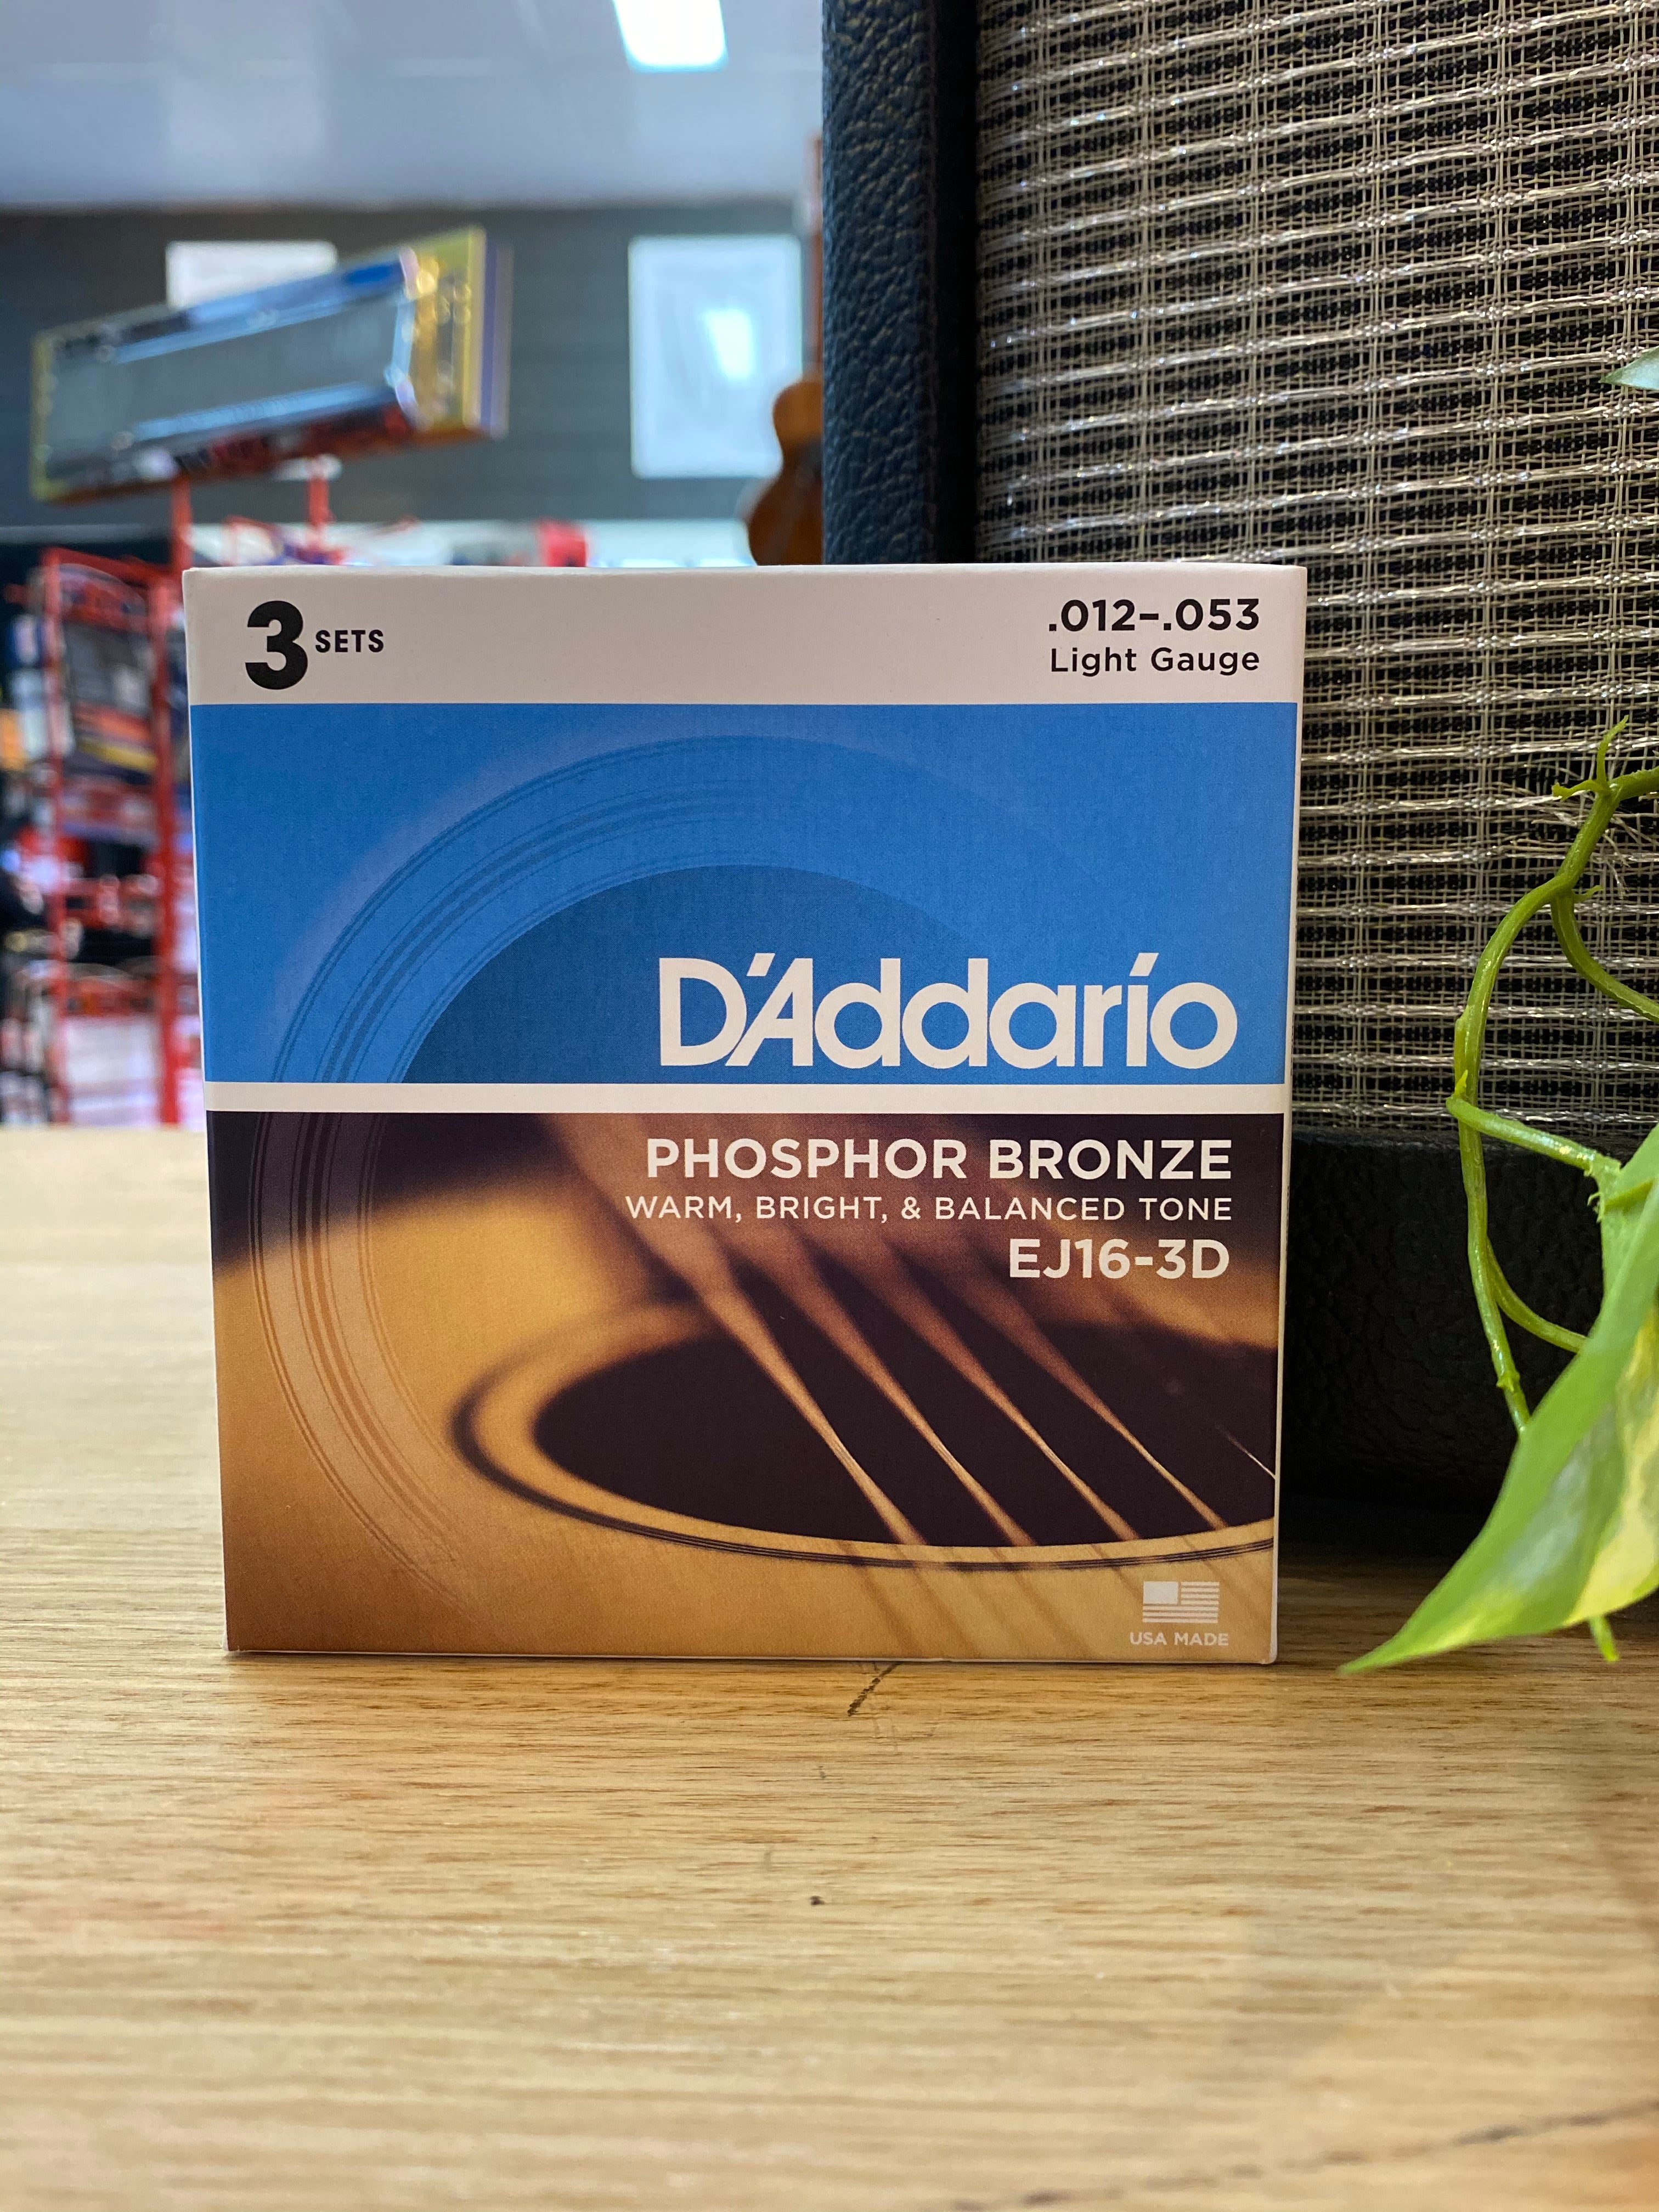 3 SETS
.012–.053
Light Gauge
D'Addario
PHOSPHOR BRONZE
WARM, BRIGHT, & BALANCED TONE
EJ16-3D
USA MADE